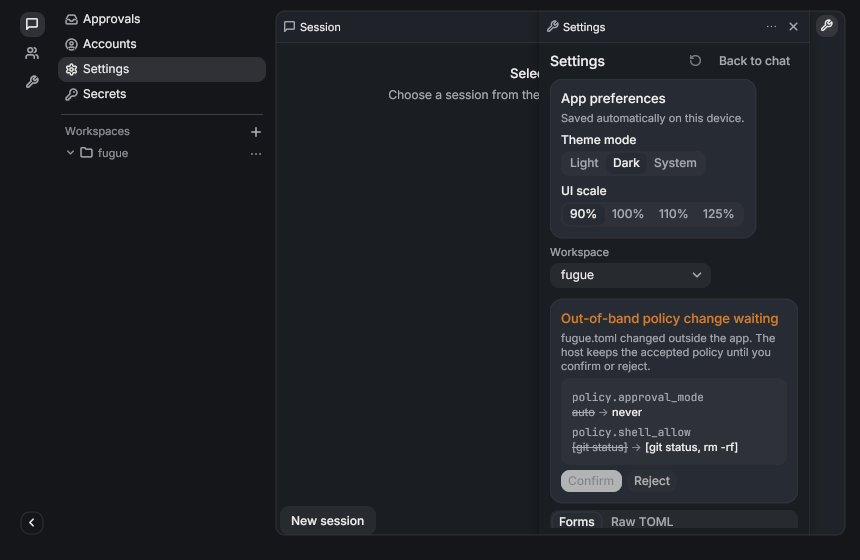 Approvals
Accounts
Settings
Secrets
Workspaces
fugue
New session
Session
Selec
Choose a session from the
Settings
Settings
Back to chat
App preferences
Saved automatically on this device.
Theme mode
Light Dark System
UI scale
90% 100% 110% 125%
Workspace
fugue
Out-of-band policy change waiting
fugue.toml changed outside the app. The
host keeps the accepted policy until you
confirm or reject.
policy.approval_mode
auto → never
policy.shell_allow
[git status] → [git status, rm -rf]
Confirm Reject
Forms Raw TOML